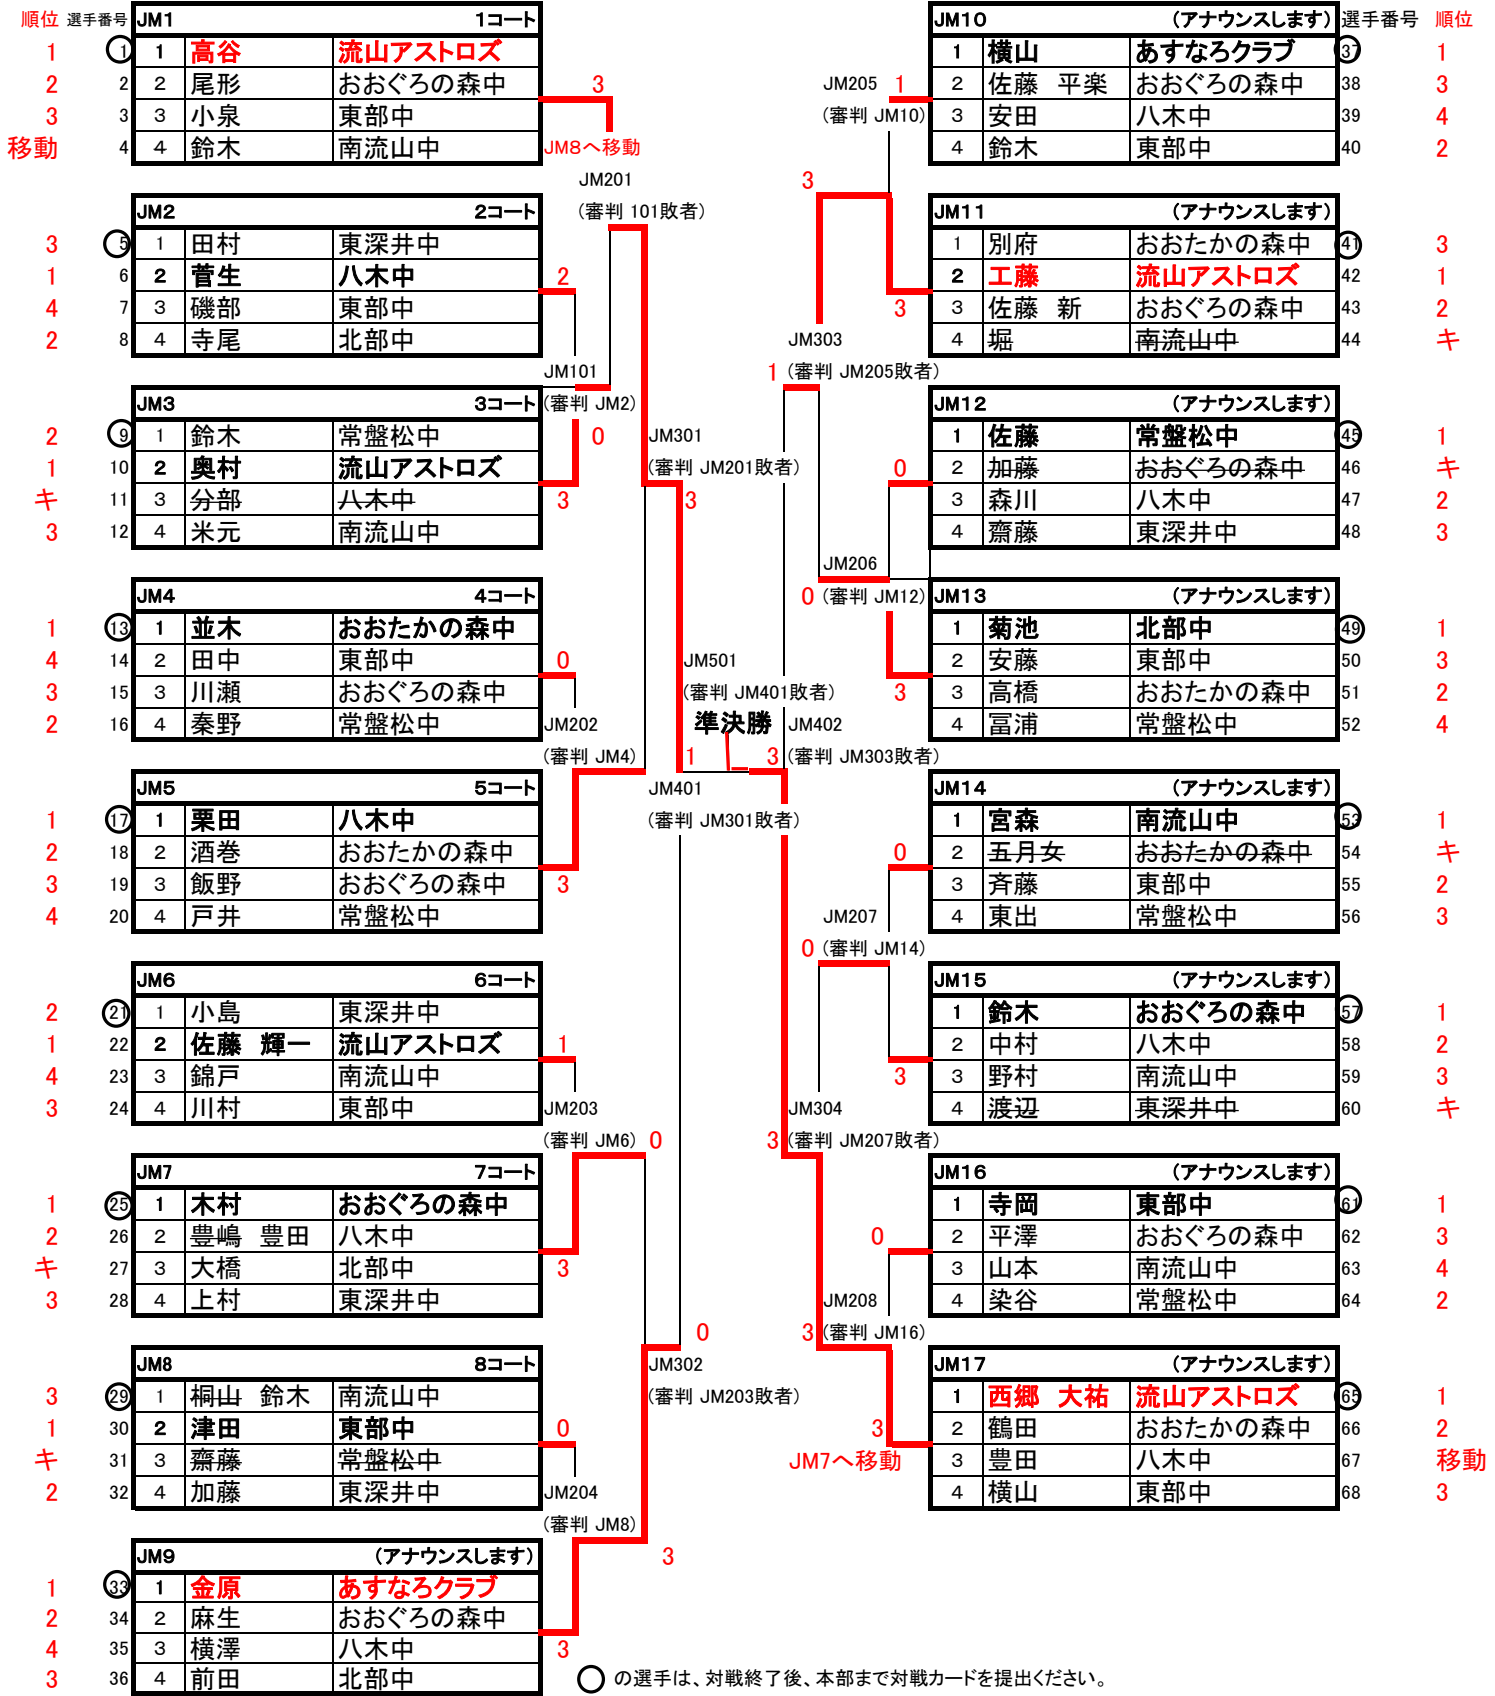 順位 選手番号 JM1 1コート
1 1 1 高谷 流山アストロズ
2 2 2 尾形 おおぐろの森中
3 3 3 小泉 東部中
移動 4 4 鈴木 南流山中
3
JM8へ移動
JM201
(審判 101敗者)
JM2 2コート
3 5 1 田村 東深井中
1 6 2 菅生 八木中
4 7 3 磯部 東部中
2 8 4 寺尾 北部中
2
JM101
(審判 JM2)
0
JM3 3コート
2 9 1 鈴木 常盤松中
1 10 2 奥村 流山アストロズ
キ 11 3 分部 八木中
3 12 4 米元 南流山中
3
JM301
(審判 JM201敗者)
3
JM4 4コート
1 13 1 並木 おおたかの森中
4 14 2 田中 東部中
3 15 3 川瀬 おおぐろの森中
2 16 4 秦野 常盤松中
0
JM202
(審判 JM4)
JM5 5コート
1 17 1 栗田 八木中
2 18 2 酒巻 おおたかの森中
3 19 3 飯野 おおぐろの森中
4 20 4 戸井 常盤松中
3
JM501
(審判 JM401敗者)
準決勝
1 3
JM401
(審判 JM301敗者)
JM6 6コート
2 21 1 小島 東深井中
1 22 2 佐藤 輝一 流山アストロズ
4 23 3 錦戸 南流山中
3 24 4 川村 東部中
1
JM203
(審判 JM6) 0
JM7 7コート
1 25 1 木村 おおぐろの森中
2 26 2 豊嶋 豊田 八木中
キ 27 3 大橋 北部中
3 28 4 上村 東深井中
3
0
JM302
(審判 JM203敗者)
JM8 8コート
3 29 1 桐山 鈴木 南流山中
1 30 2 津田 東部中
キ 31 3 齋藤 常盤松中
2 32 4 加藤 東深井中
0
JM204
(審判 JM8)
3
JM9 (アナウンスします)
1 33 1 金原 あすなろクラブ
2 34 2 麻生 おおぐろの森中
4 35 3 横澤 八木中
3 36 4 前田 北部中
3
JM10 (アナウンスします) 選手番号 順位
1 横山 あすなろクラブ 37 1
2 佐藤 平楽 おおぐろの森中 38 3
3 安田 八木中 39 4
4 鈴木 東部中 40 2
JM205 1
(審判 JM10)
3
JM11 (アナウンスします)
1 別府 おおたかの森中 41 3
2 工藤 流山アストロズ 42 1
3 佐藤 新 おおぐろの森中 43 2
4 堀 南流山中 44 キ
3
JM303
1 (審判 JM205敗者)
JM12 (アナウンスします)
1 佐藤 常盤松中 45 1
2 加藤 おおぐろの森中 46 キ
3 森川 八木中 47 2
4 齋藤 東深井中 48 3
0
JM206
0 (審判 JM12)
JM13 (アナウンスします)
1 菊池 北部中 49 1
2 安藤 東部中 50 3
3 高橋 おおたかの森中 51 2
4 冨浦 常盤松中 52 4
3
JM402
(審判 JM303敗者)
JM14 (アナウンスします)
1 宮森 南流山中 53 1
2 五月女 おおたかの森中 54 キ
3 斉藤 東部中 55 2
4 東出 常盤松中 56 3
0
JM207
0 (審判 JM14)
JM15 (アナウンスします)
1 鈴木 おおぐろの森中 57 1
2 中村 八木中 58 2
3 野村 南流山中 59 3
4 渡辺 東深井中 60 キ
3
JM304
3 (審判 JM207敗者)
JM16 (アナウンスします)
1 寺岡 東部中 61 1
2 平澤 おおぐろの森中 62 3
3 山本 南流山中 63 4
4 染谷 常盤松中 64 2
0
JM208
3 (審判 JM16)
JM17 (アナウンスします)
1 西郷 大祐 流山アストロズ 65 1
2 鶴田 おおたかの森中 66 2
3 豊田 八木中 67 移動
4 横山 東部中 68 3
3
JM7へ移動
◯ の選手は、対戦終了後、本部まで対戦カードを提出ください。